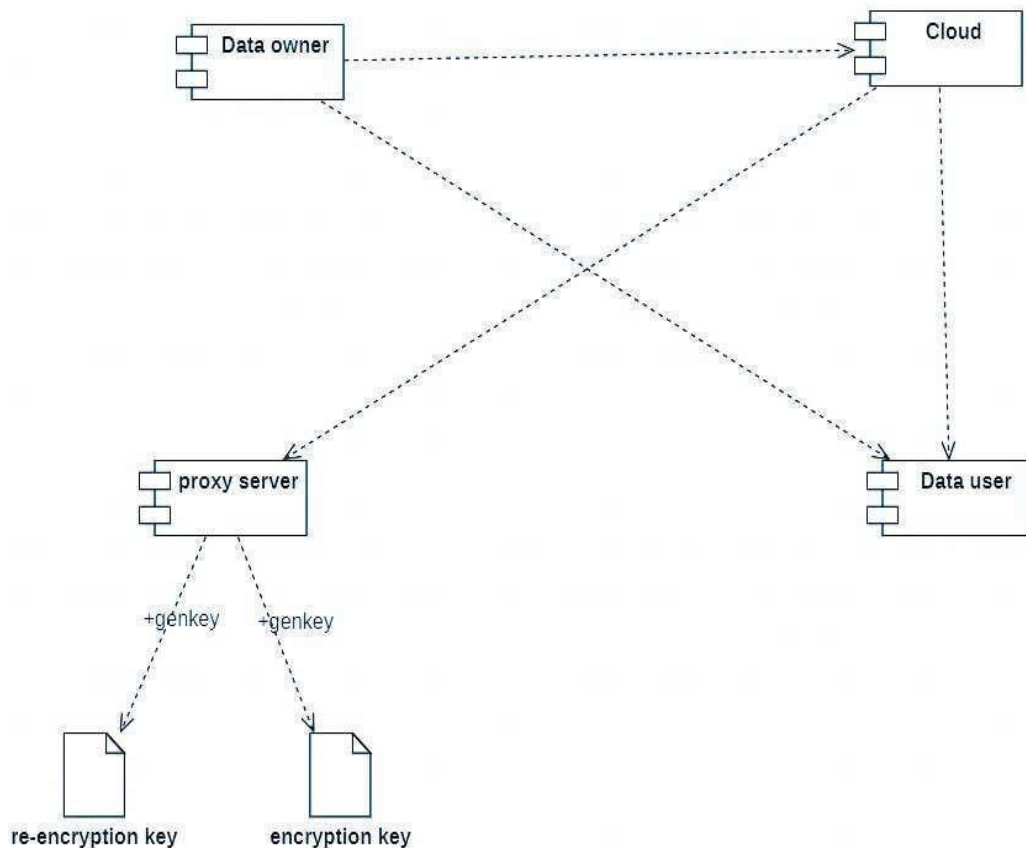 Data owner
Cloud
proxy server
Data user
+genkey
+genkey
re-encryption key
encryption key